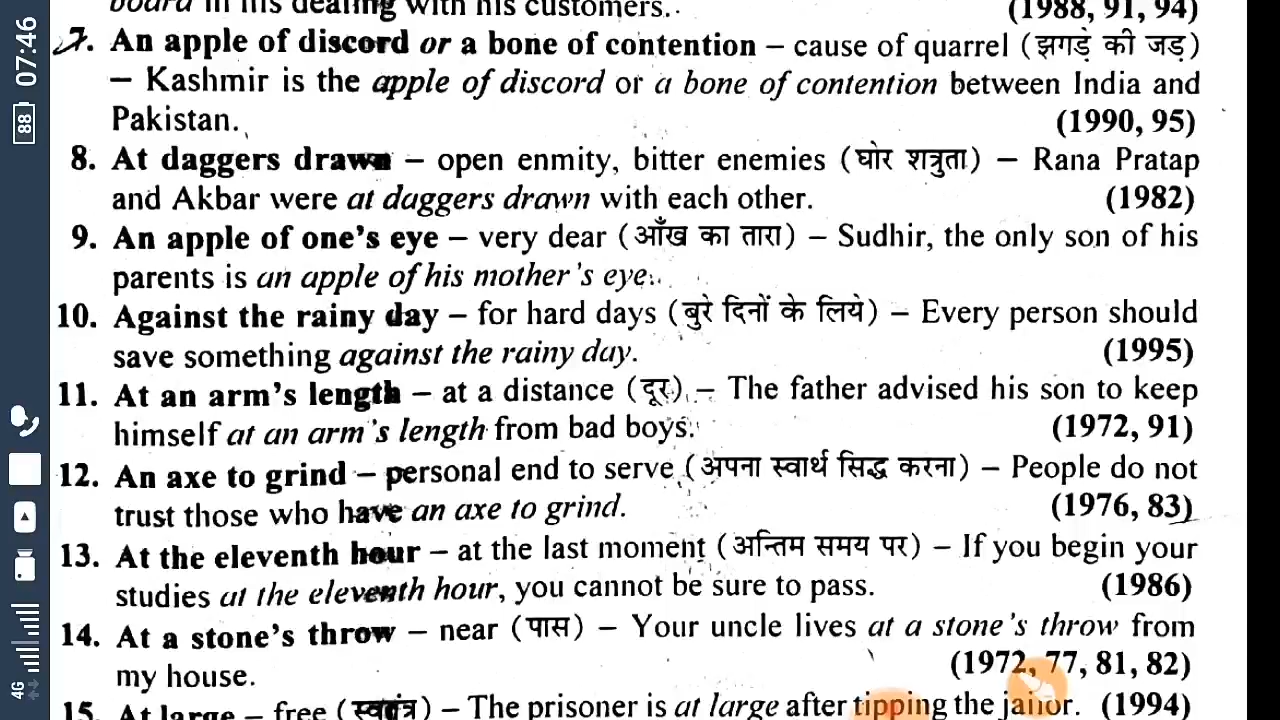 board in his dealing with his customers.
(1988, 91, 94)
7. An apple of discord or a bone of contention – cause of quarrel (झगड़े की जड़)
– Kashmir is the apple of discord or a bone of contention between India and
Pakistan. (1990, 95)
8. At daggers drawn – open enmity, bitter enemies (घोर शत्रुता) – Rana Pratap
and Akbar were at daggers drawn with each other. (1982)
9. An apple of one's eye – very dear (आँख का तारा) – Sudhir, the only son of his
parents is an apple of his mother's eye.
10. Against the rainy day – for hard days (बुरे दिनों के लिये) – Every person should
save something against the rainy day. (1995)
11. At an arm's length – at a distance (दूर) – The father advised his son to keep
himself at an arm's length from bad boys. (1972, 91)
12. An axe to grind – personal end to serve (अपना स्वार्थ सिद्ध करना) – People do not
trust those who have an axe to grind. (1976, 83)
13. At the eleventh hour – at the last moment (अन्तिम समय पर) – If you begin your
studies at the eleventh hour, you cannot be sure to pass. (1986)
14. At a stone's throw – near (पास) – Your uncle lives at a stone's throw from
my house. (1972, 77, 81, 82)
15. At large – free (स्वतंत्र) – The prisoner is at large after tipping the jailor. (1994)
07:46
88
4G